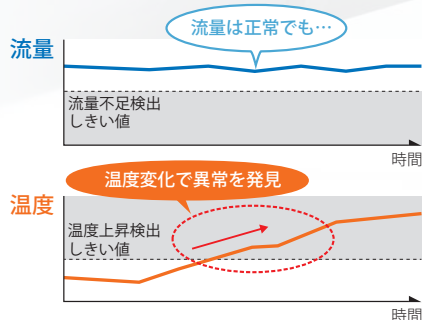 流量は正常でも…
流量
流量不足検出
しきい値
時間
温度変化で異常を発見
温度
温度上昇検出
しきい値
時間